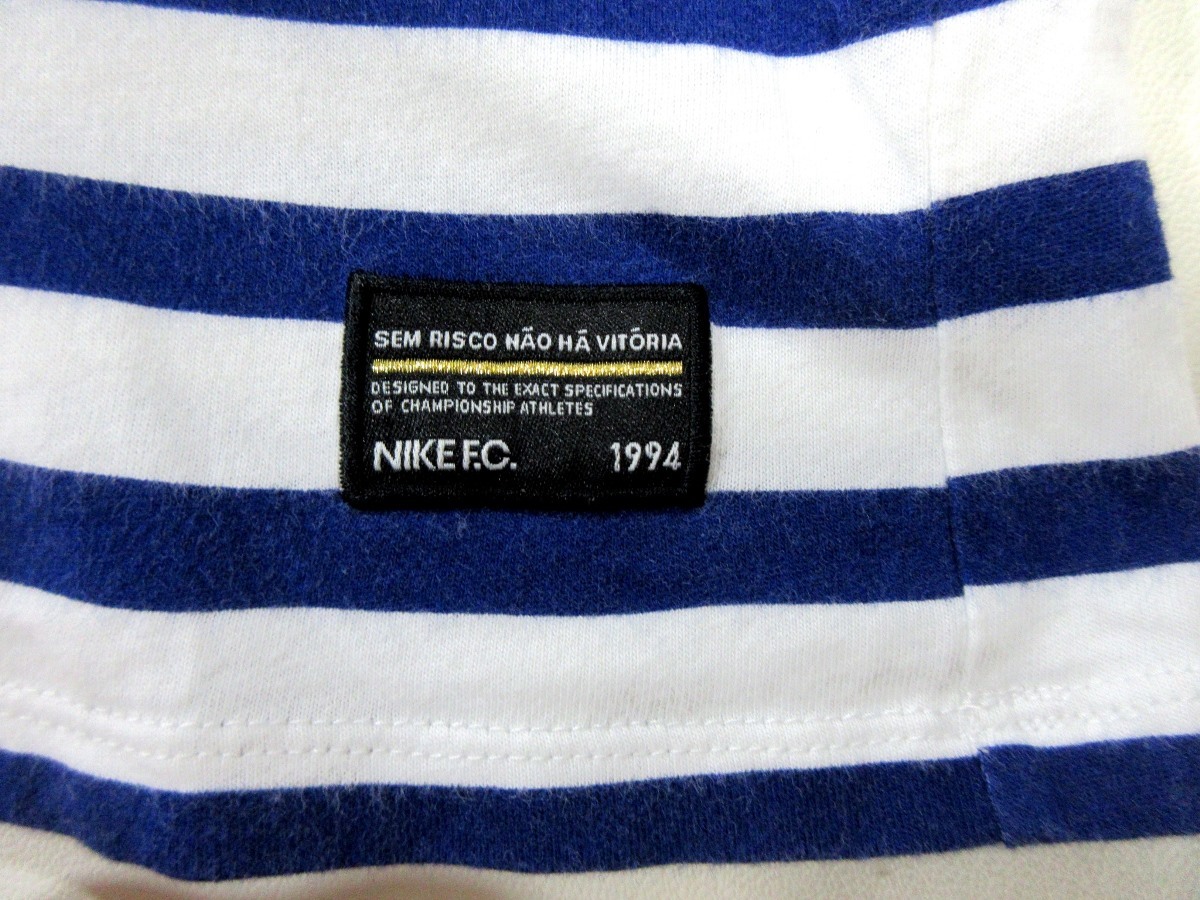 SEM RISCO NÃO HÁ VITÓRIA
DESIGNED TO THE EXACT SPECIFICATIONS
OF CHAMPIONSHIP ATHLETES
NIKE F.C. 1994